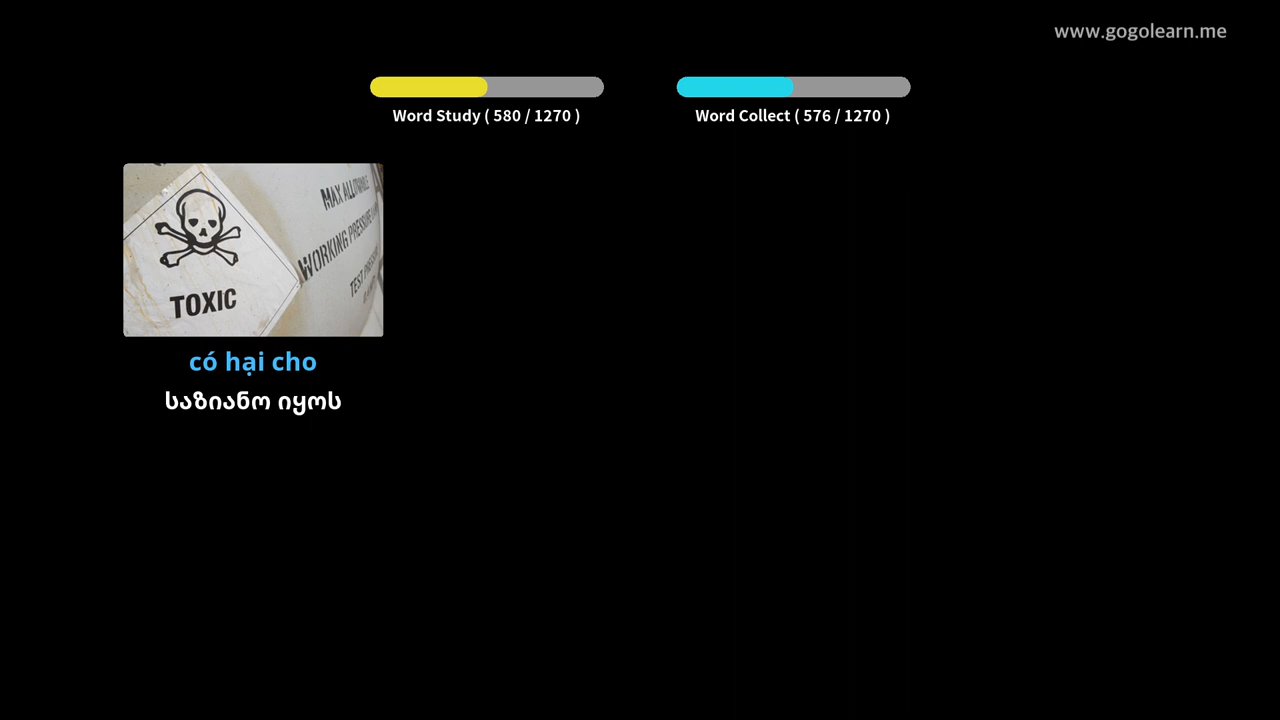 www.gogolearn.me
Word Study ( 580 / 1270 )
Word Collect ( 576 / 1270 )
MAX ALLOWABLE
WORKING PRESSURE
TEST
TOXIC
có hại cho
საზიანო იყოს